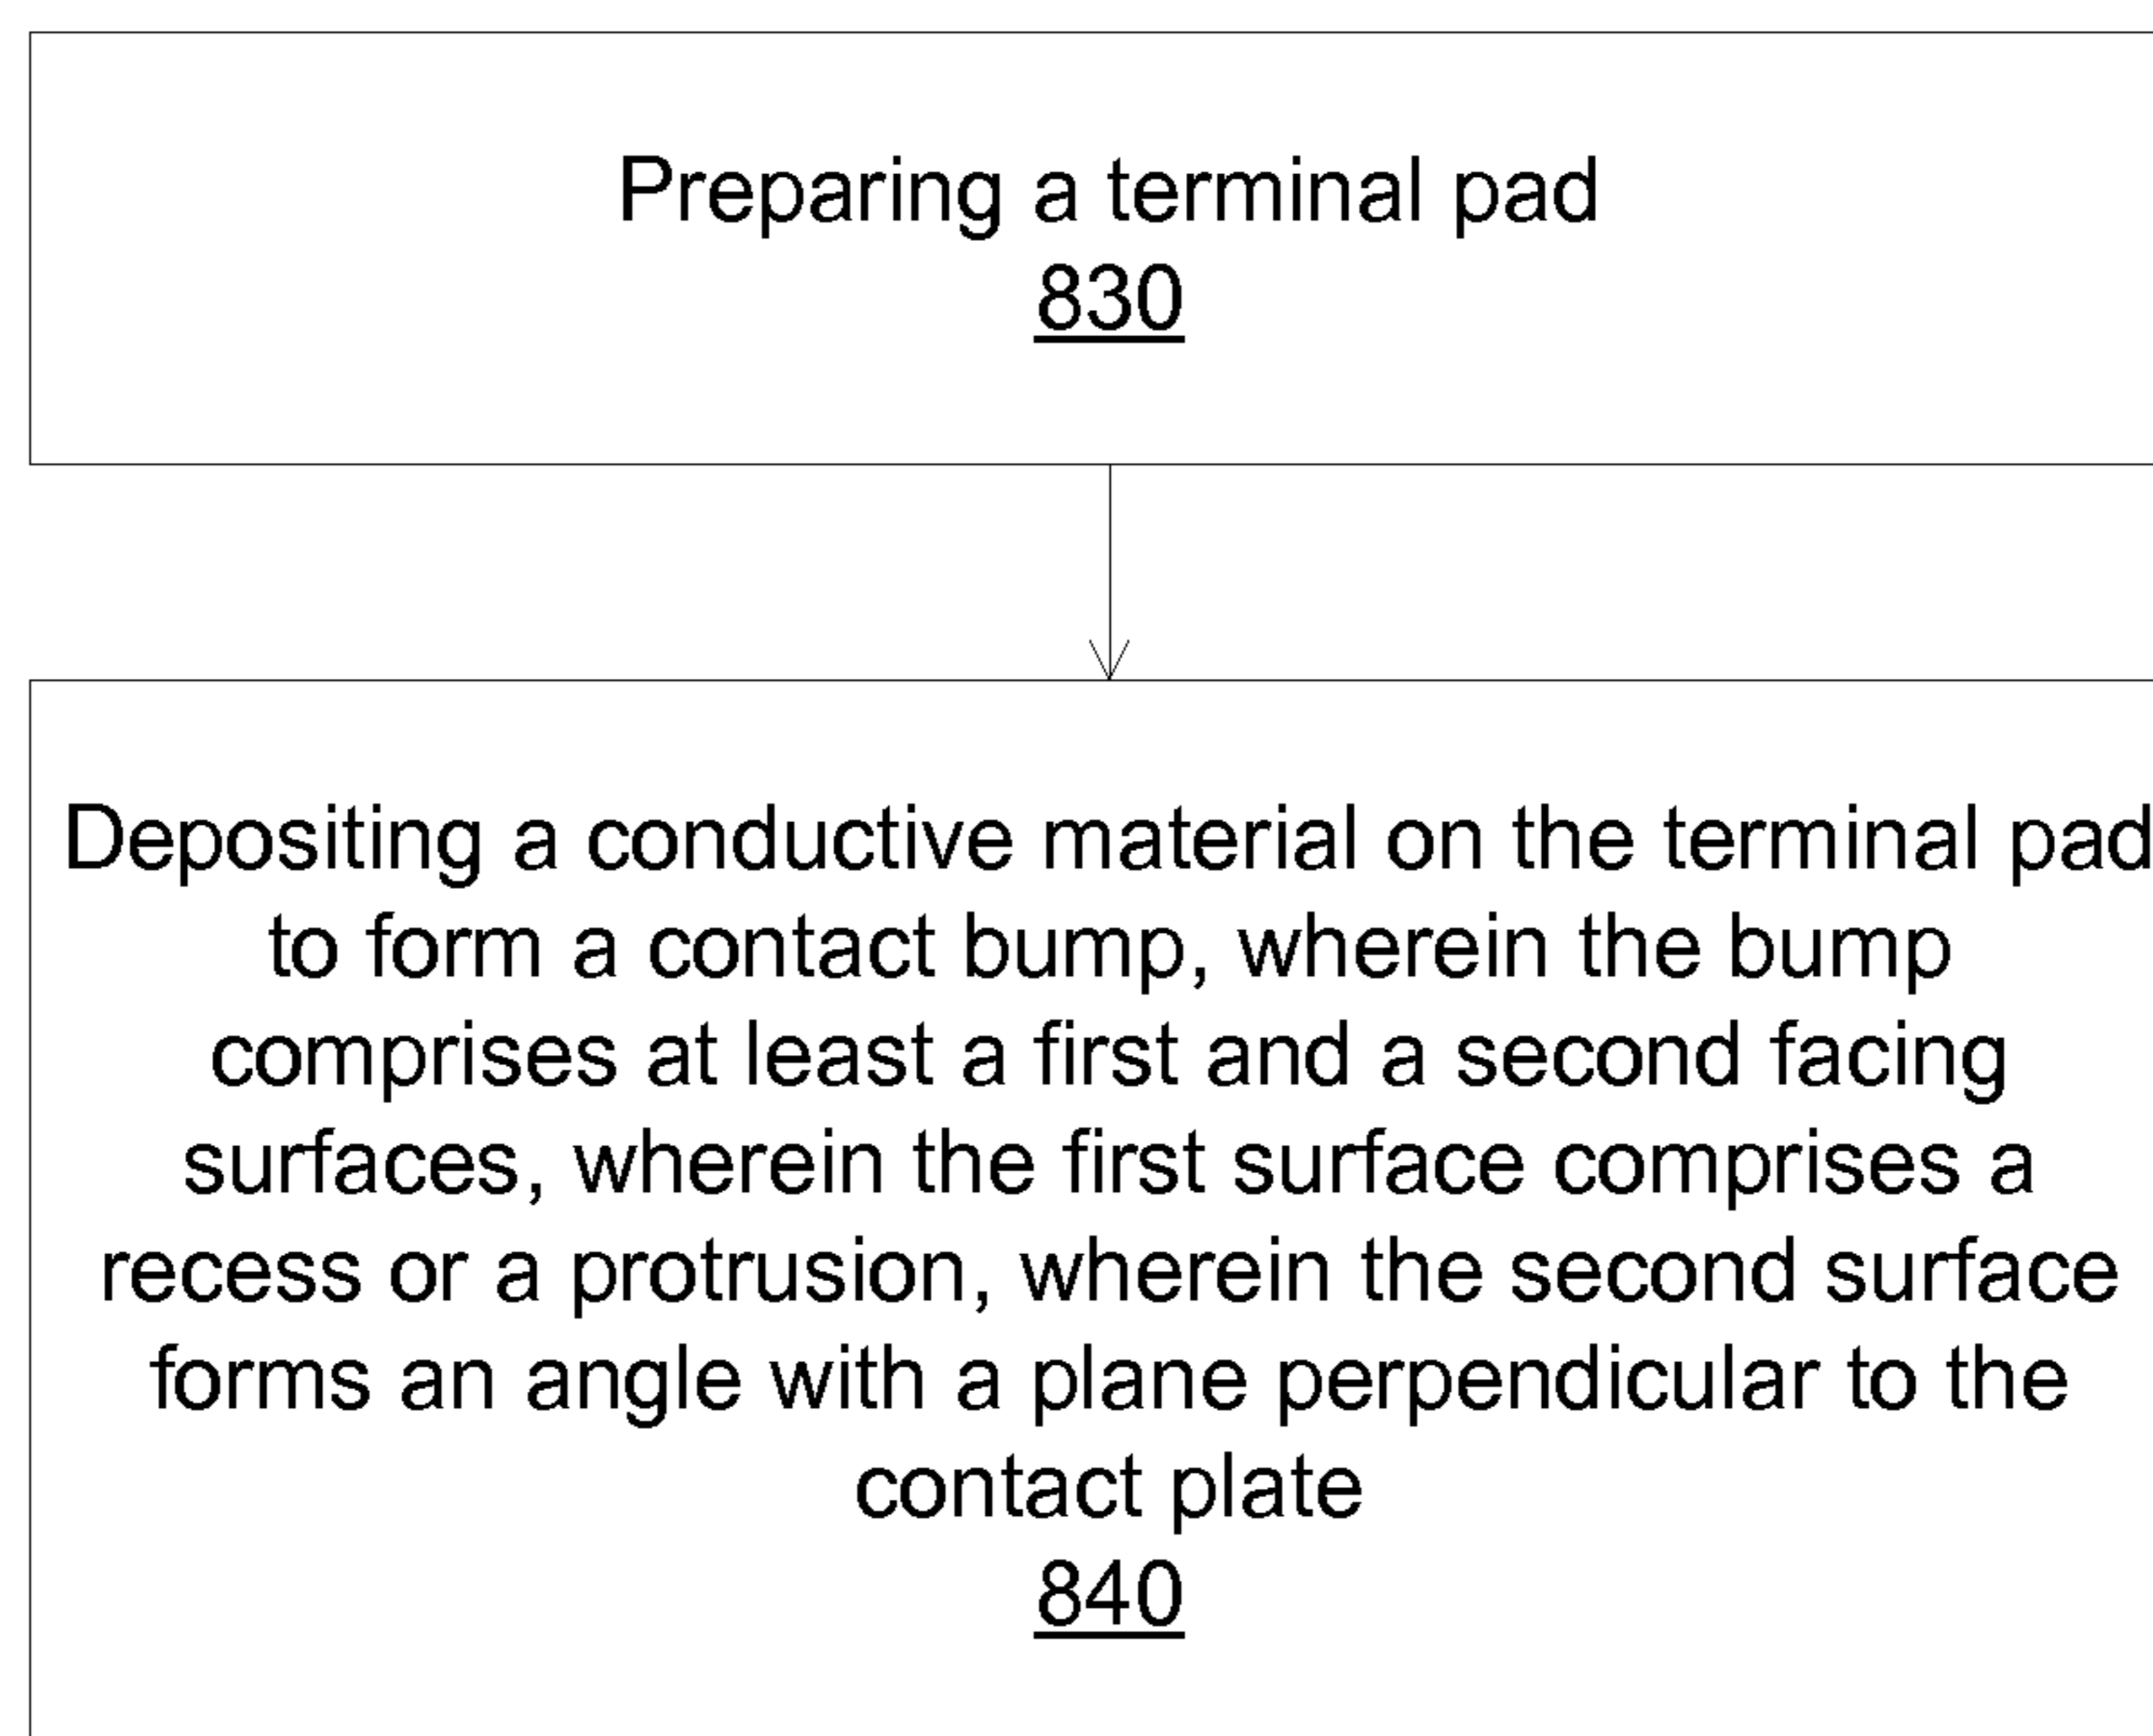 Preparing a terminal pad
830
Depositing a conductive material on the terminal pad
to form a contact bump, wherein the bump
comprises at least a first and a second facing
surfaces, wherein the first surface comprises a
recess or a protrusion, wherein the second surface
forms an angle with a plane perpendicular to the
contact plate
840